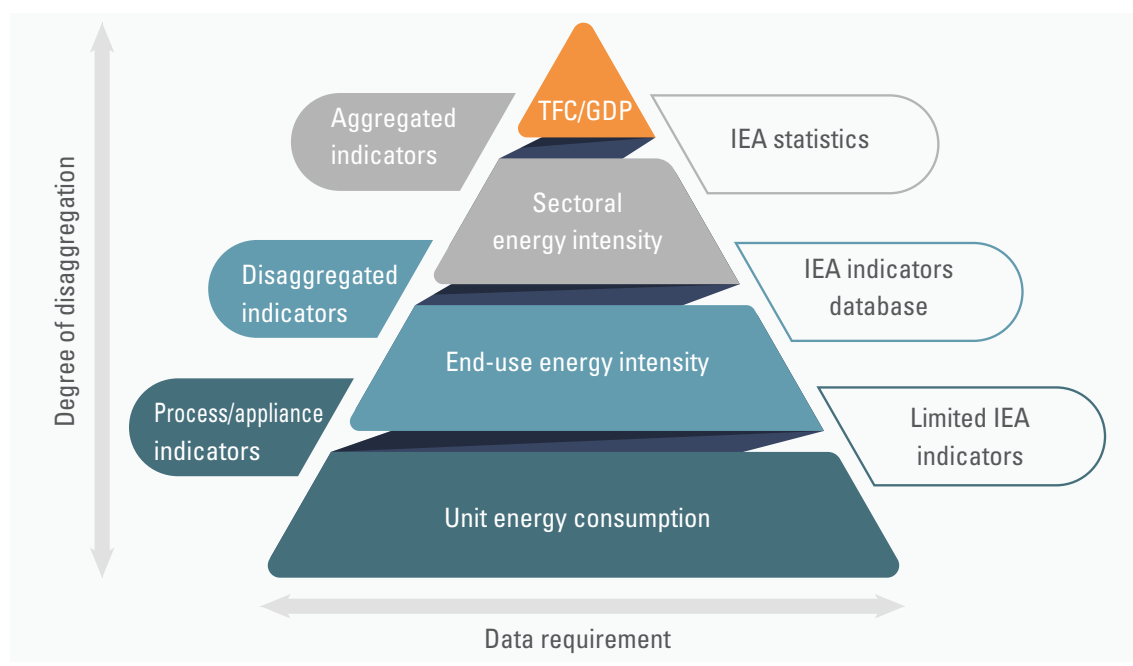 TFC/GDP
Aggregated
indicators
IEA statistics
Sectoral
energy intensity
Disaggregated
indicators
IEA indicators
database
End-use energy intensity
Process/appliance
indicators
Limited IEA
indicators
Unit energy consumption
Degree of disaggregation
Data requirement